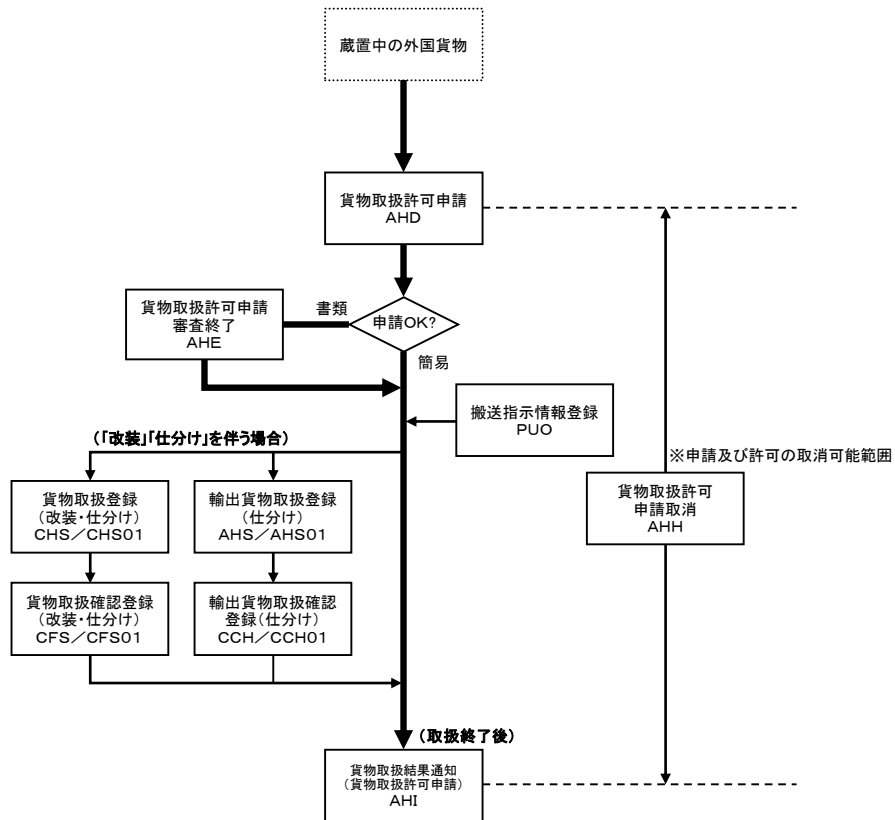 蔵置中の外国貨物
貨物取扱許可申請
AHD
申請OK?
書類
貨物取扱許可申請
審査終了
AHE
簡易
搬送指示情報登録
PUO
(「改装」「仕分け」を伴う場合)
※申請及び許可の取消可能範囲
貨物取扱許可
申請取消
AHH
貨物取扱登録
(改装・仕分け)
CHS/CHS01
輸出貨物取扱登録
(仕分け)
AHS/AHS01
貨物取扱確認登録
(改装・仕分け)
CFS/CFS01
輸出貨物取扱確認
登録(仕分け)
CCH/CCH01
(取扱終了後)
貨物取扱結果通知
(貨物取扱許可申請)
AHI